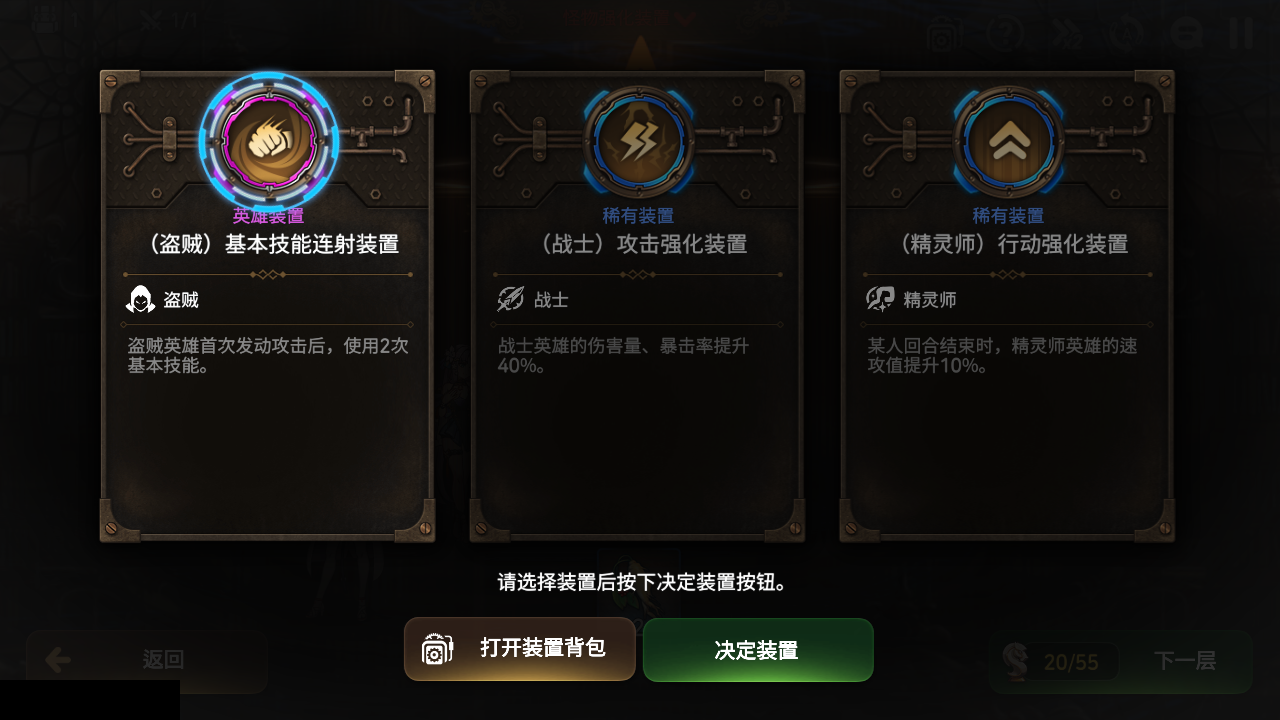 1/1
英雄装置
（盗贼）基本技能连射装置
盗贼
盗贼英雄首次发动攻击后，使用2次
基本技能。
稀有装置
（战士）攻击强化装置
战士
战士英雄的伤害量、暴击率提升
40%。
稀有装置
（精灵师）行动强化装置
精灵师
某人回合结束时，精灵师英雄的速
攻值提升10%。
请选择装置后按下决定装置按钮。
返回
打开装置背包
决定装置
20/55
下一层